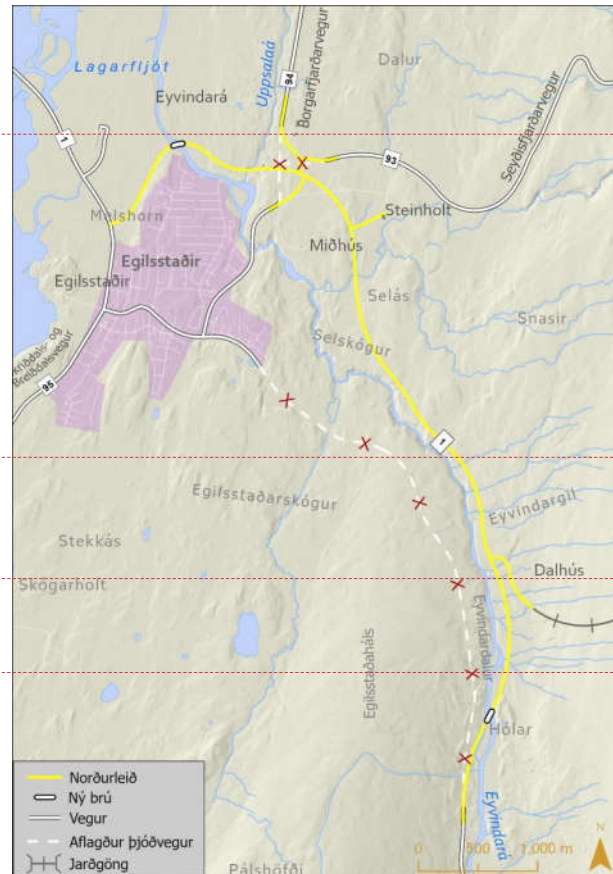 Lagarfljót
Uppsalaá
Dalur
Eyvindará
94
Borgarfjarðarvegur
1
93
Seyðisfjarðarvegur
Melshorn
Steinholt
Egilsstaðir
Miðhús
Egilsstaðir
Selás
Snasir
Selskógur
Breiðdalsvegur
95
1
Egilsstaðarskógur
Eyvindargil
Stekkás
Dalhús
Skógarholt
Eyvindardalur
Egilsstaðaháls
Hólar
Norðurleið
Ný brú
Vegur
Aflagður þjóðvegur
Jarðgöng
Eyvindará
Pálshöfði
0 500 1.000 m
N